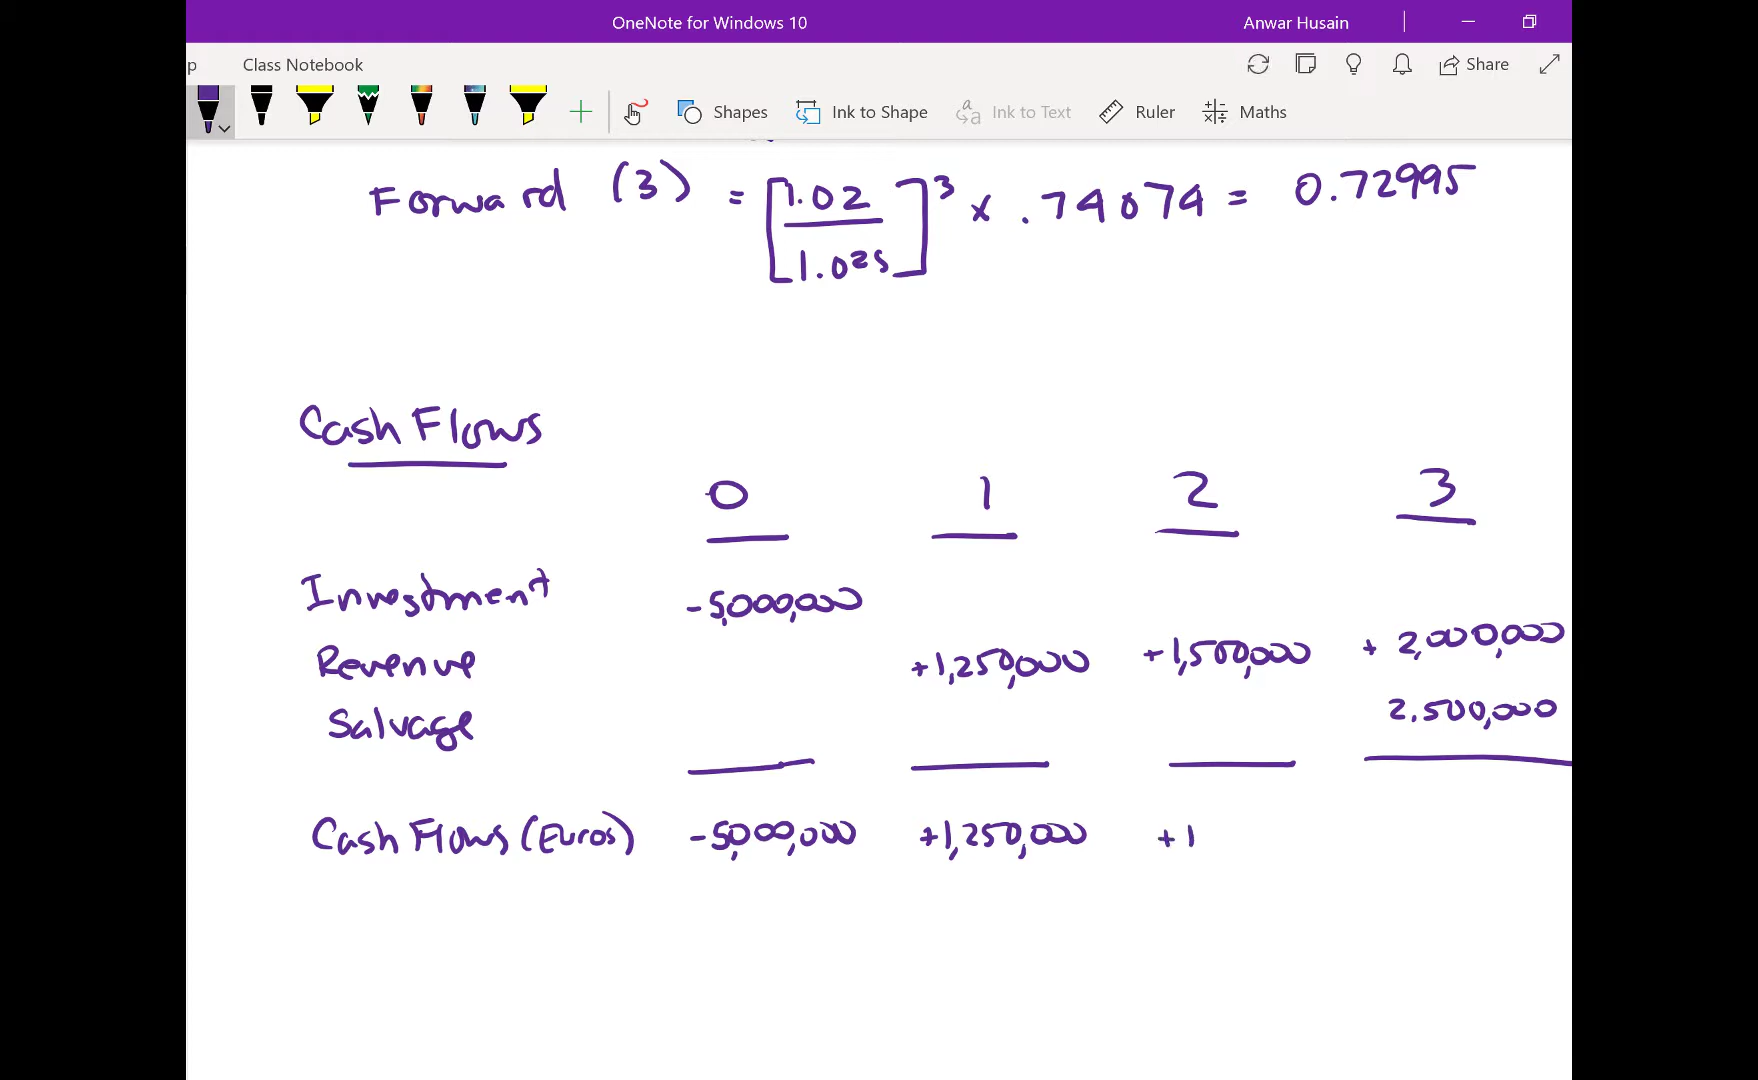 OneNote for Windows 10 Anwar Husain
p Class Notebook Share
Shapes Ink to Shape Ink to Text Ruler Maths
Forward (3) = [1.02 / 1.025]³ x .74074 = 0.72995
Cash Flows
0 1 2 3
Investment -5,000,000
Revenue +1,250,000 +1,500,000 + 2,000,000
Salvage 2.500,000
Cash Flows (Euros) -5,000,000 +1,250,000 +1